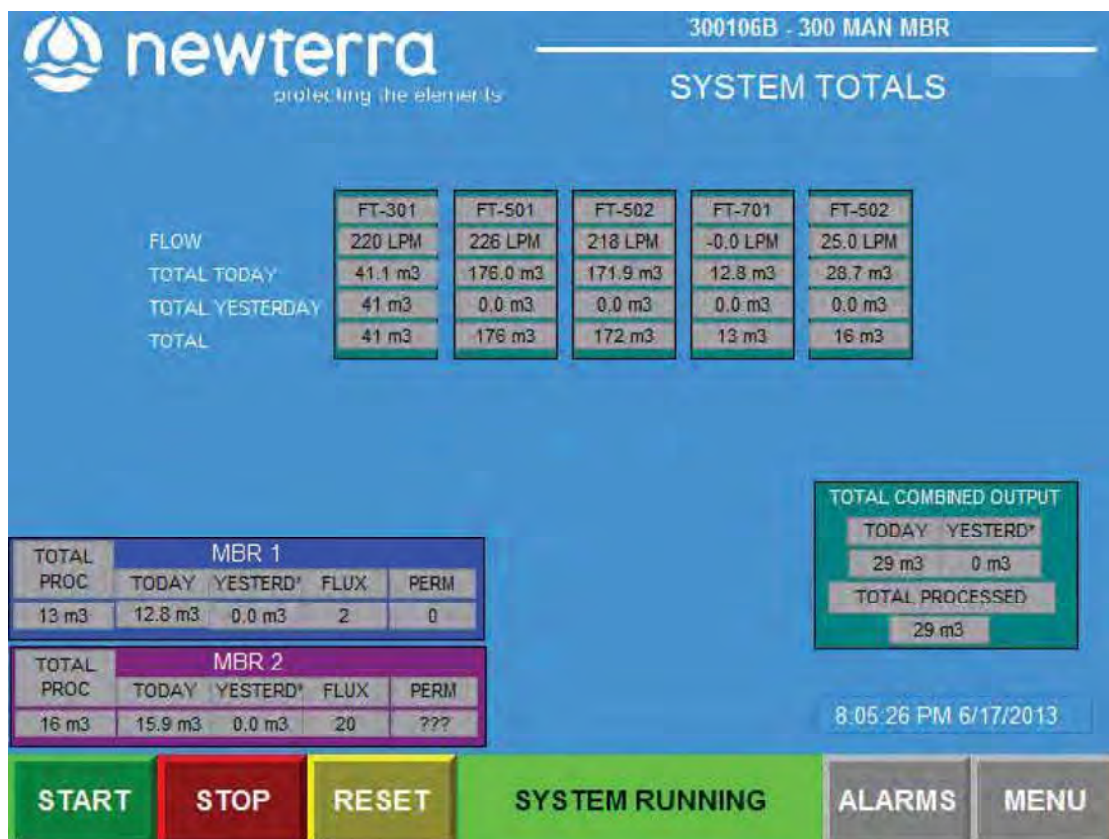 300106B - 300 MAN MBR
newterra
protecting the elements
SYSTEM TOTALS
FT-301 FT-501 FT-502 FT-701 FT-502
FLOW 220 LPM 226 LPM 218 LPM -0.0 LPM 25.0 LPM
TOTAL TODAY 41.1 m3 176.0 m3 171.9 m3 12.8 m3 28.7 m3
TOTAL YESTERDAY 41 m3 0.0 m3 0.0 m3 0.0 m3 0.0 m3
TOTAL 41 m3 176 m3 172 m3 13 m3 16 m3
TOTAL COMBINED OUTPUT
TODAY YESTERD*
29 m3 0 m3
TOTAL PROCESSED
29 m3
TOTAL PROC MBR 1
TODAY YESTERD* FLUX PERM
13 m3 12.8 m3 0.0 m3 2 0
TOTAL PROC MBR 2
TODAY YESTERD* FLUX PERM
16 m3 15.9 m3 0.0 m3 20 ???
8:05:26 PM 6/17/2013
START STOP RESET SYSTEM RUNNING ALARMS MENU